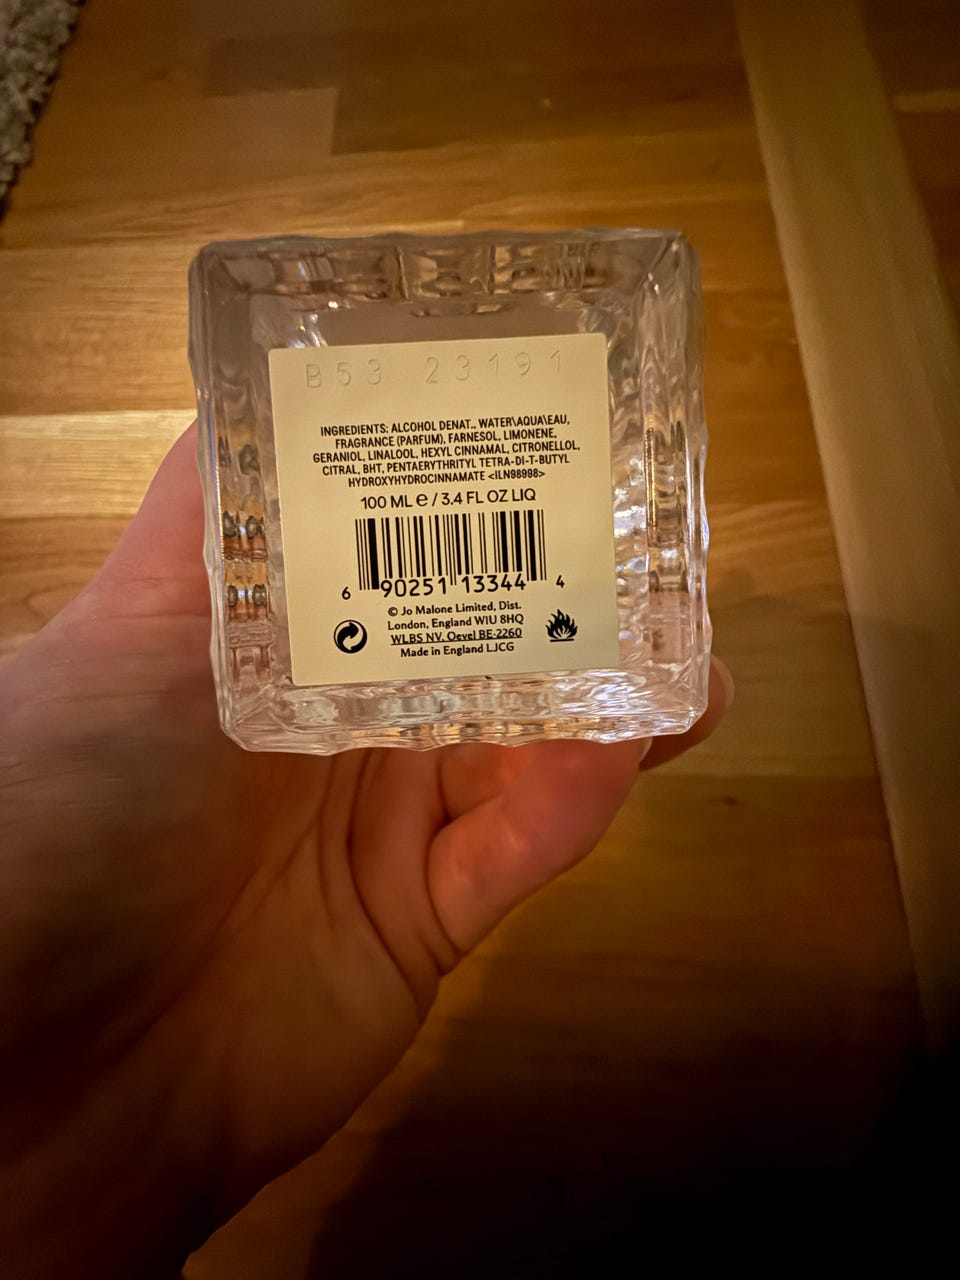 B53 23191
INGREDIENTS: ALCOHOL DENAT., WATER\AQUA\EAU,
FRAGRANCE (PARFUM), FARNESOL, LIMONENE,
GERANIOL, LINALOOL, HEXYL CINNAMAL, CITRONELLOL,
CITRAL, BHT, PENTAERYTHRITYL TETRA-DI-T-BUTYL
HYDROXYHYDROCINNAMATE <ILN98998>
100 ML e / 3.4 FL OZ LIQ
6 90251 13344 4
© Jo Malone Limited, Dist.
London, England W1U 8HQ
WLBS NV, Oevel BE-2260
Made in England LJCG